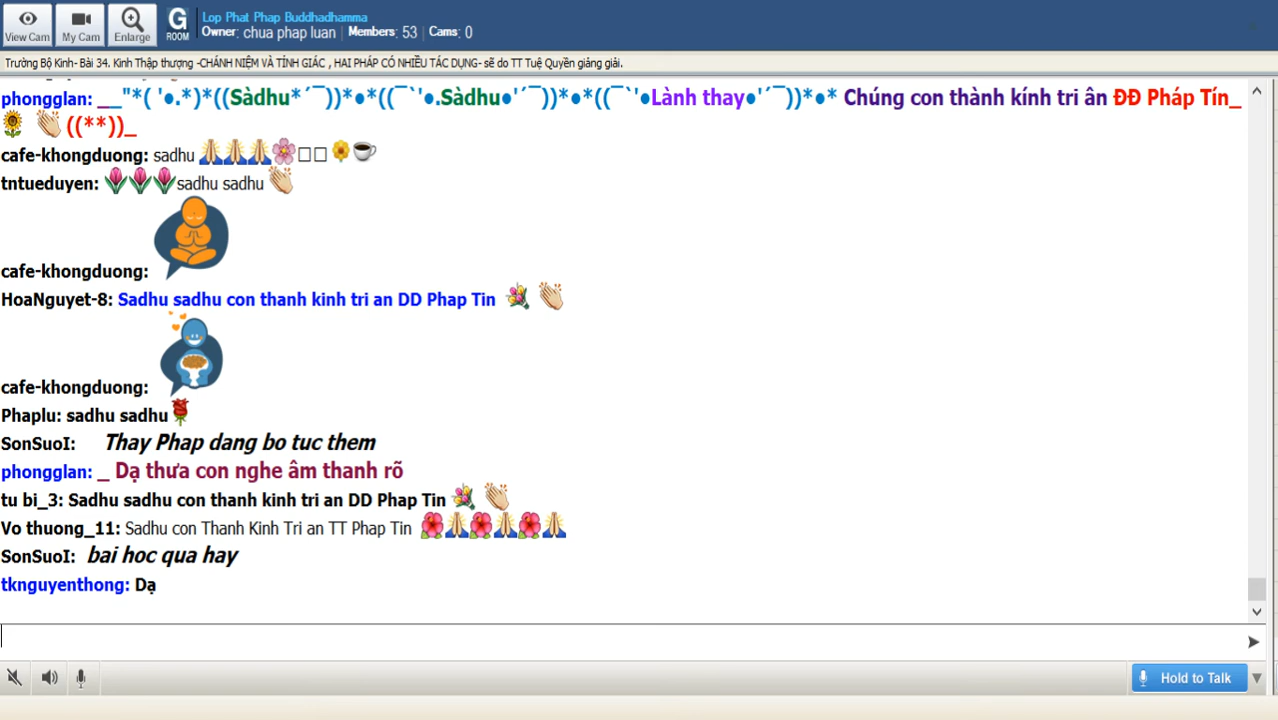 View Cam
My Cam
Enlarge
G
ROOM
Lop Phat Phap Buddhadhamma
Owner: chua phap luan | Members: 53 | Cams: 0
Trường Bộ Kinh- Bài 34. Kinh Thập thượng -CHÁNH NIỆM VÀ TỈNH GIÁC , HAI PHÁP CÓ NHIỀU TÁC DỤNG- sẽ do TT Tuệ Quyền giảng giải.
phongglan: __"*( '●.*)*((Sàdhu*´¯))*●*((¯`'●.Sàdhu●'´¯))*●*((¯`'●Lành thay●'´¯))*●* Chúng con thành kính tri ân ĐĐ Pháp Tín_
🌻 👏 ((**))_
cafe-khongduong: sadhu 🙏🙏🙏🌸□□ 🌼☕
tntueduyen: 🌷🌷🌷sadhu sadhu 👏
cafe-khongduong:
HoaNguyet-8: Sadhu sadhu con thanh kinh tri an DD Phap Tin 💐 👏
cafe-khongduong:
Phaplu: sadhu sadhu🌹
SonSuoI: Thay Phap dang bo tuc them
phongglan: _ Dạ thưa con nghe âm thanh rõ
tu bi_3: Sadhu sadhu con thanh kinh tri an DD Phap Tin 💐 👏
Vo thuong_11: Sadhu con Thanh Kinh Tri an TT Phap Tin 🌺🙏🌺🙏🌺🙏
SonSuoI: bai hoc qua hay
tknguyenthong: Dạ
Hold to Talk